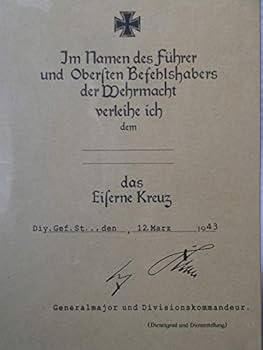 Im Namen des Führer
und Obersten Befehlshabers
der Wehrmacht
verleihe ich
dem
das
Eiserne Kreuz
Div.Gef.St...den , 12.Marz 1943
Generalmajor und Divisionskommandeur.
(Dienstgrad und Dienststellung)